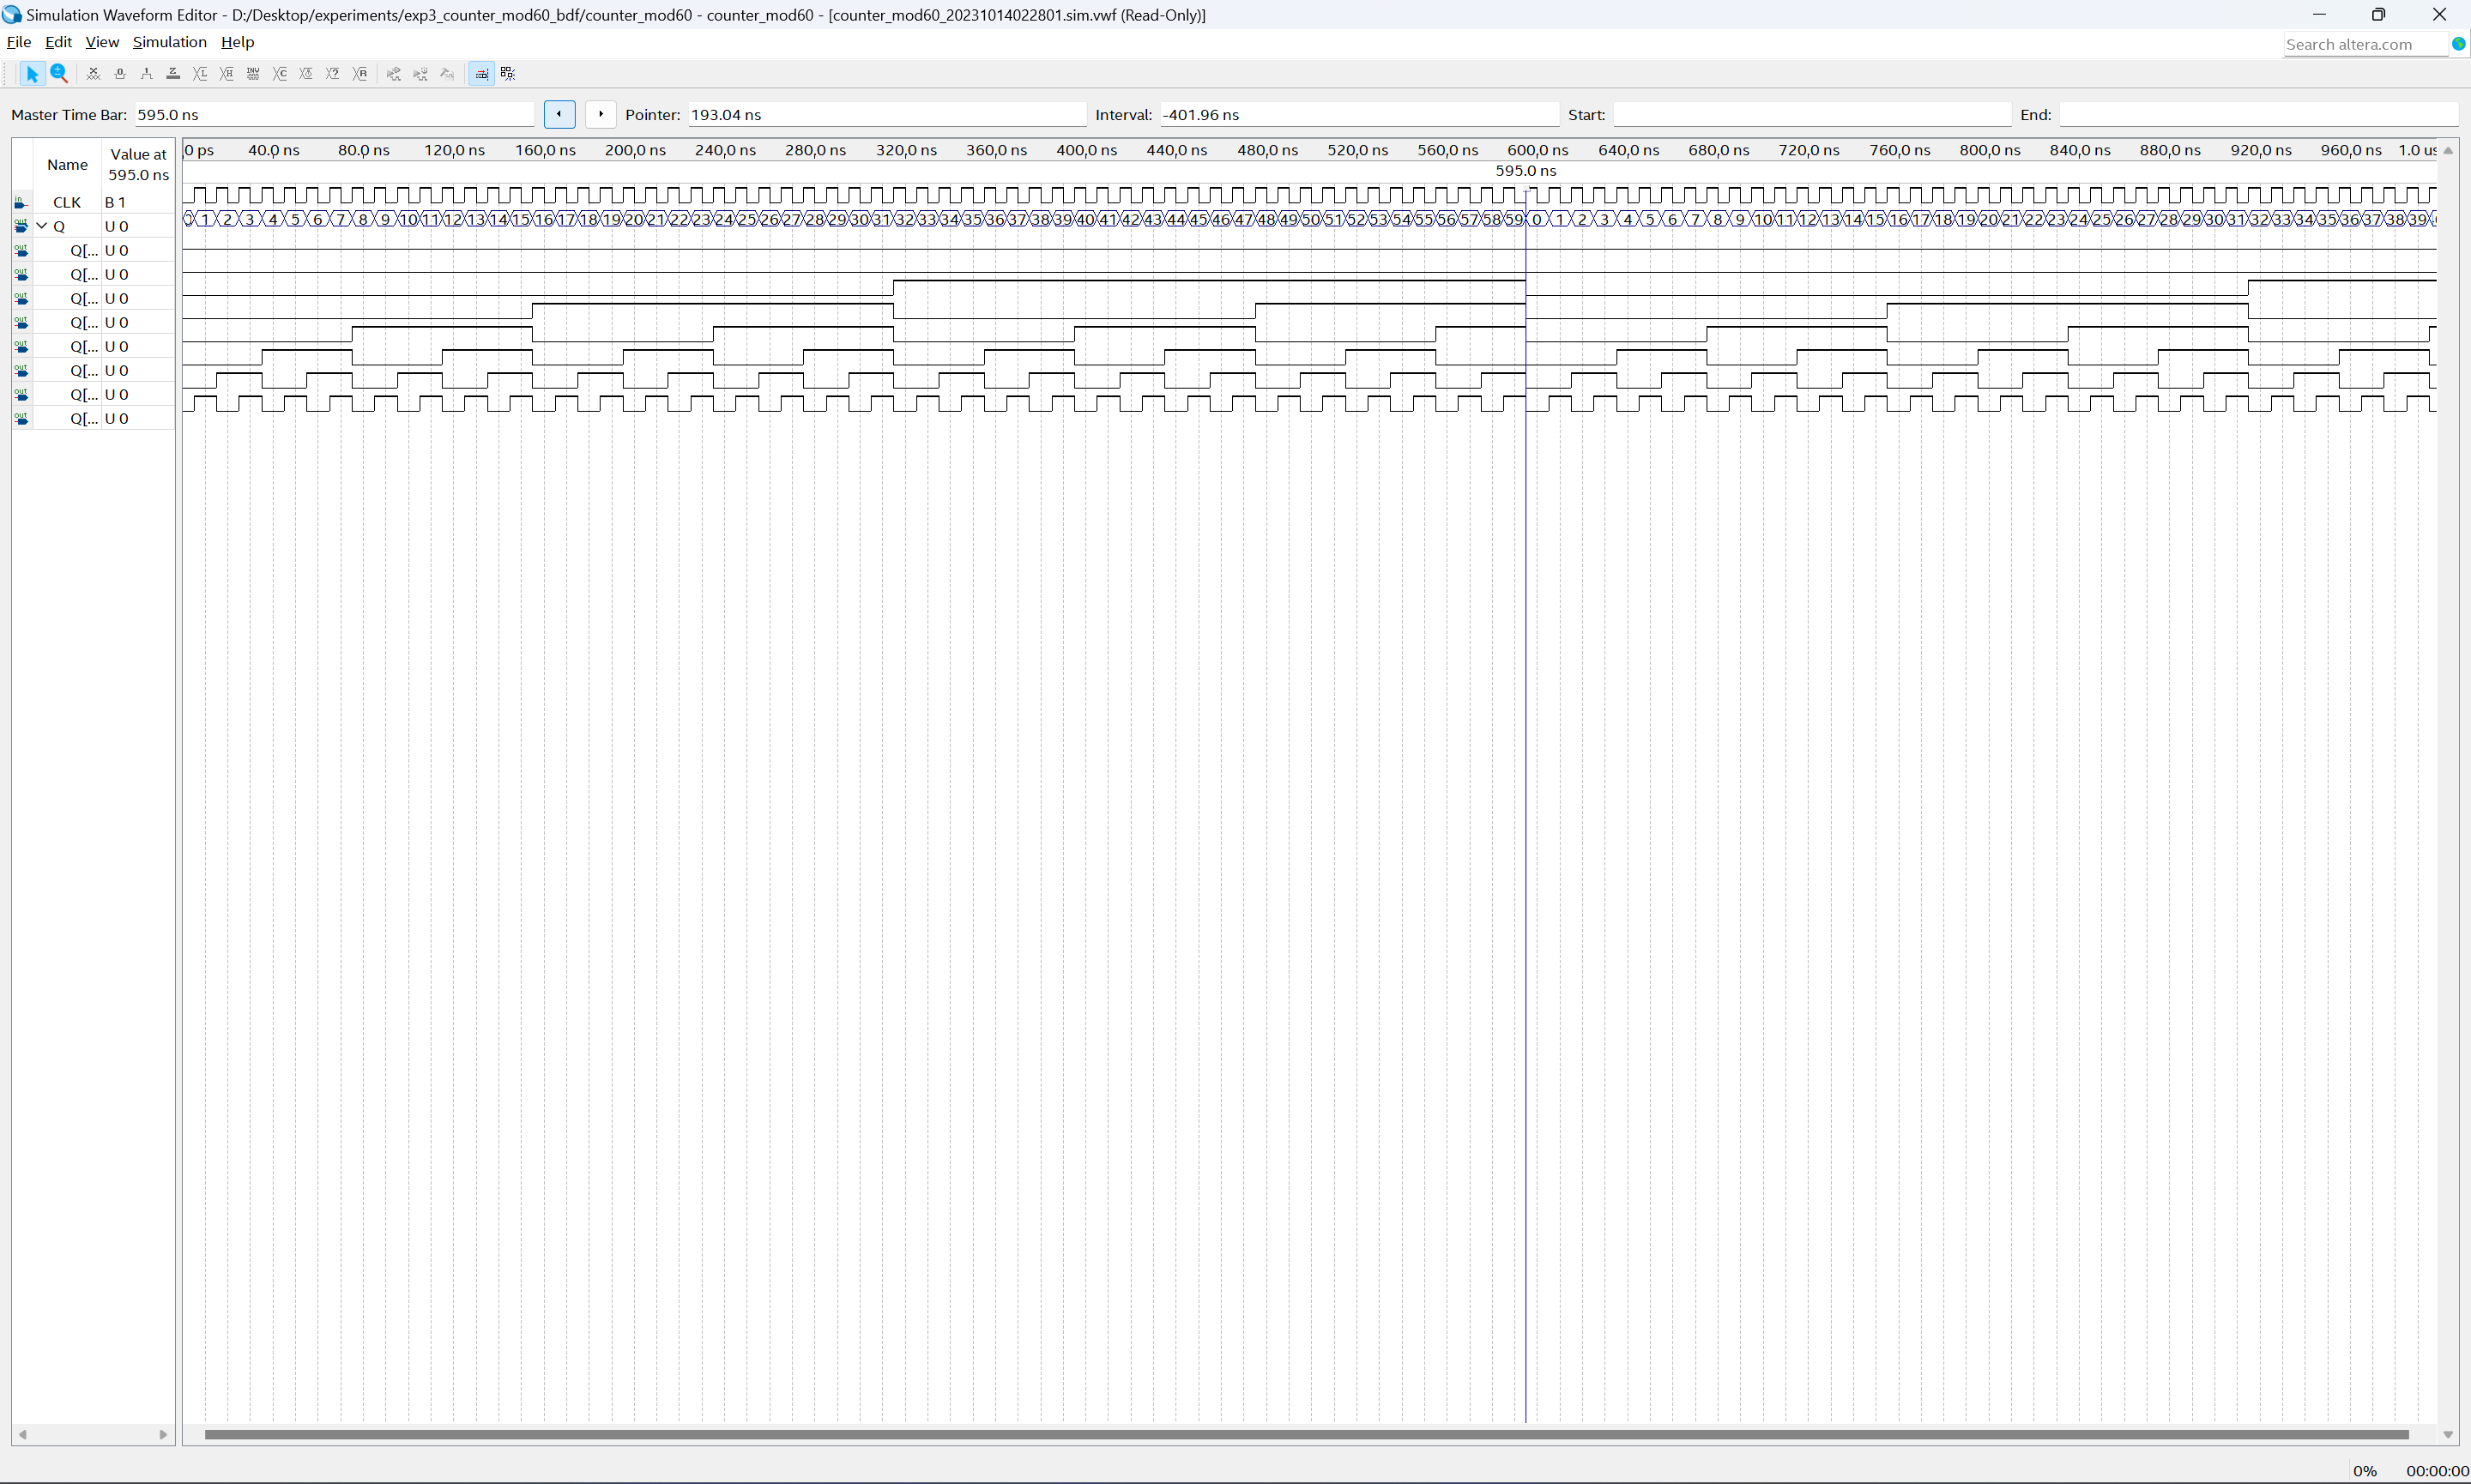 Simulation Waveform Editor - D:/Desktop/experiments/exp3_counter_mod60_bdf/counter_mod60 - counter_mod60 - [counter_mod60_20231014022801.sim.vwf (Read-Only)]
File Edit View Simulation Help
Search altera.com
Master Time Bar: 595.0 ns Pointer: 193.04 ns Interval: -401.96 ns Start: End:
Name Value at 595.0 ns
0 ps 40.0 ns 80.0 ns 120.0 ns 160.0 ns 200.0 ns 240.0 ns 280.0 ns 320.0 ns 360.0 ns 400.0 ns 440.0 ns 480.0 ns 520.0 ns 560.0 ns 600.0 ns 640.0 ns 680.0 ns 720.0 ns 760.0 ns 800.0 ns 840.0 ns 880.0 ns 920.0 ns 960.0 ns 1.0 us
595.0 ns
in CLK B 1
out Q U 0
0 1 2 3 4 5 6 7 8 9 10 11 12 13 14 15 16 17 18 19 20 21 22 23 24 25 26 27 28 29 30 31 32 33 34 35 36 37 38 39 40 41 42 43 44 45 46 47 48 49 50 51 52 53 54 55 56 57 58 59 0 1 2 3 4 5 6 7 8 9 10 11 12 13 14 15 16 17 18 19 20 21 22 23 24 25 26 27 28 29 30 31 32 33 34 35 36 37 38 39
out Q[... U 0
out Q[... U 0
out Q[... U 0
out Q[... U 0
out Q[... U 0
out Q[... U 0
out Q[... U 0
out Q[... U 0
0% 00:00:00